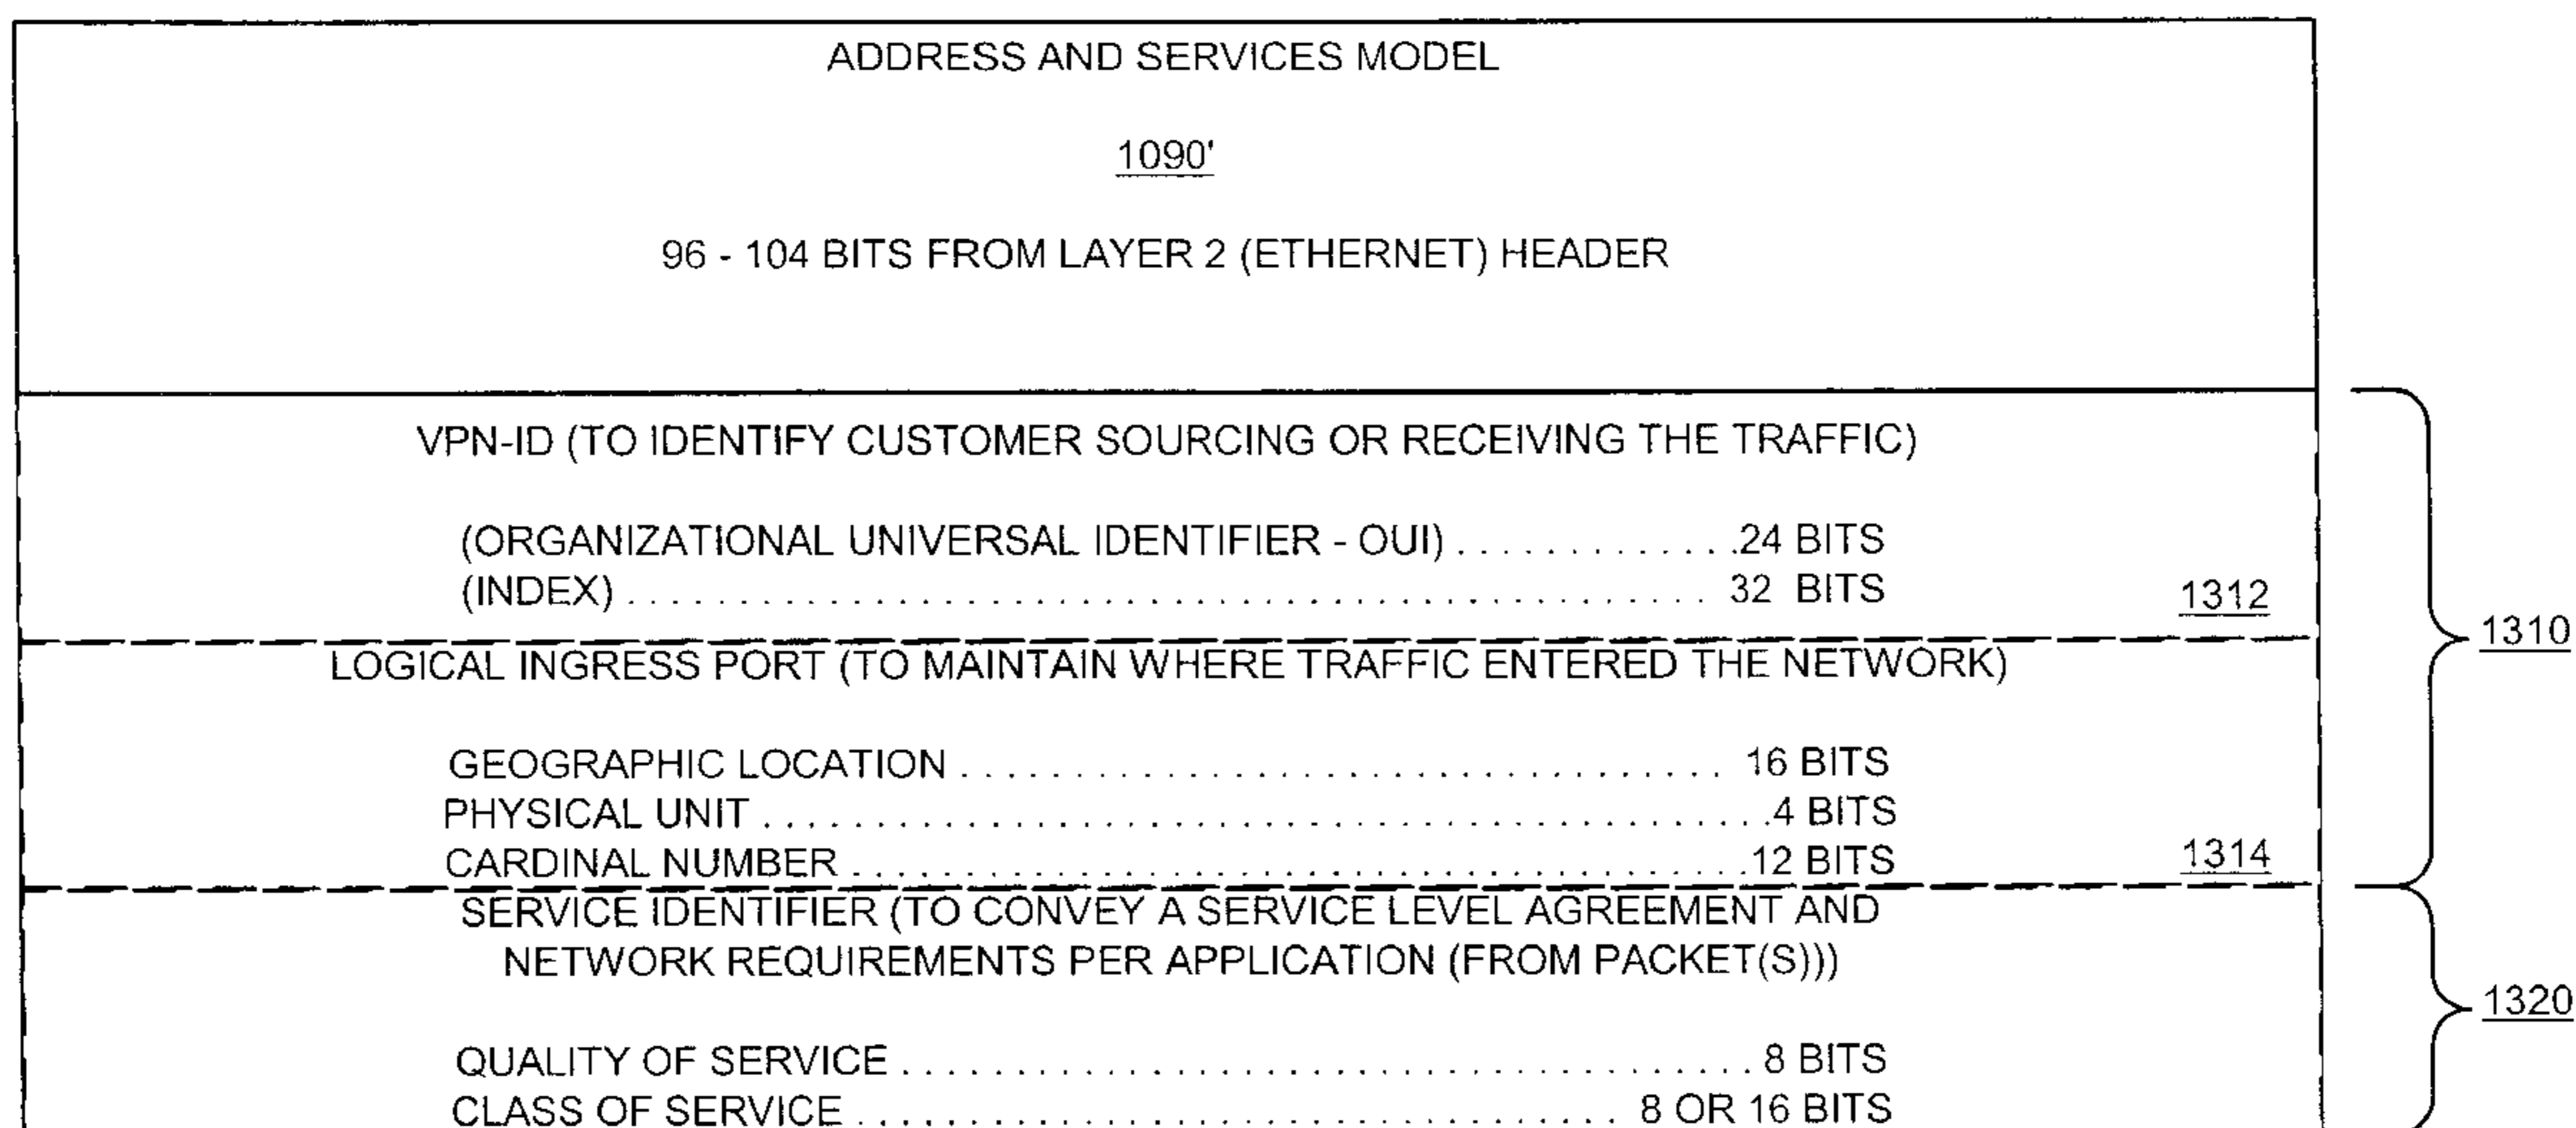 ADDRESS AND SERVICES MODEL
1090'
96 - 104 BITS FROM LAYER 2 (ETHERNET) HEADER
VPN-ID (TO IDENTIFY CUSTOMER SOURCING OR RECEIVING THE TRAFFIC)
(ORGANIZATIONAL UNIVERSAL IDENTIFIER - OUI) . . . . . . . . . . . . .24 BITS
(INDEX) . . . . . . . . . . . . . . . . . . . . . . . . . . . . . . . . . . . . . . . . . . . . . . . 32 BITS
1312
1310
LOGICAL INGRESS PORT (TO MAINTAIN WHERE TRAFFIC ENTERED THE NETWORK)
GEOGRAPHIC LOCATION . . . . . . . . . . . . . . . . . . . . . . . . . . . . . . . . . . 16 BITS
PHYSICAL UNIT . . . . . . . . . . . . . . . . . . . . . . . . . . . . . . . . . . . . . . . . . . . .4 BITS
CARDINAL NUMBER . . . . . . . . . . . . . . . . . . . . . . . . . . . . . . . . . . . . . . .12 BITS
1314
SERVICE IDENTIFIER (TO CONVEY A SERVICE LEVEL AGREEMENT AND
NETWORK REQUIREMENTS PER APPLICATION (FROM PACKET(S)))
1320
QUALITY OF SERVICE . . . . . . . . . . . . . . . . . . . . . . . . . . . . . . . . . . . . . 8 BITS
CLASS OF SERVICE . . . . . . . . . . . . . . . . . . . . . . . . . . . . . . . . . 8 OR 16 BITS